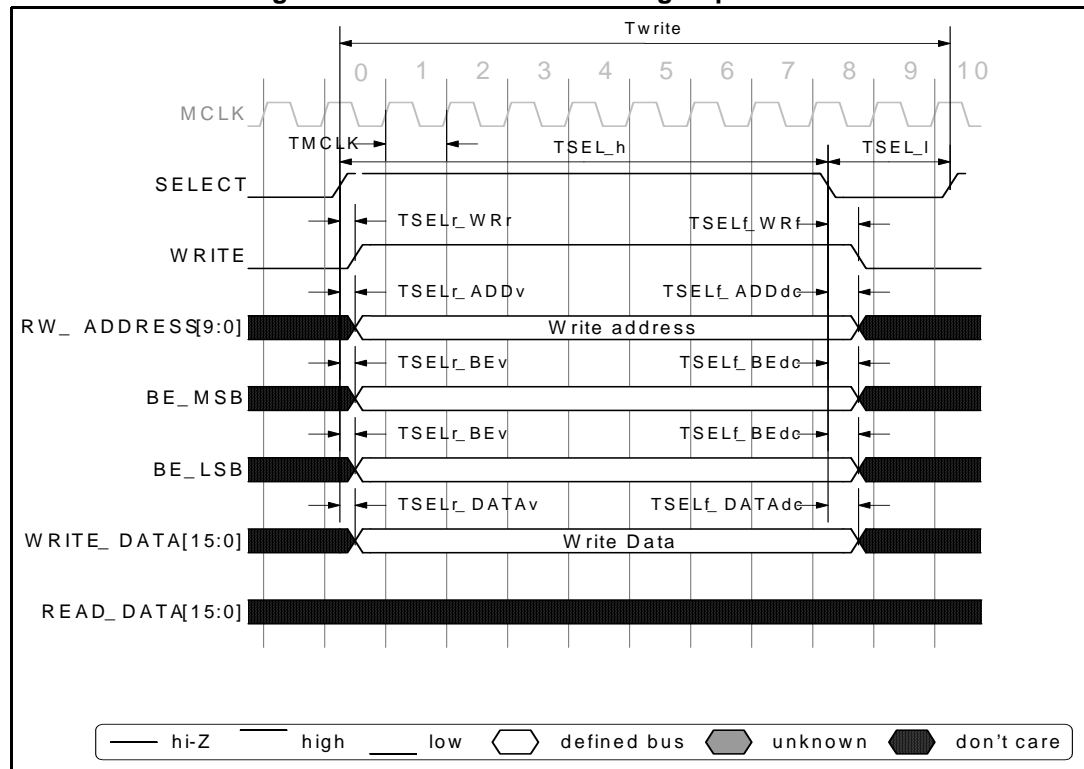 Twrite
0 1 2 3 4 5 6 7 8 9 10
MCLK
TMCLK TSEL_h TSEL_l
SELECT
TSELr_WRr TSELf_WRf
WRITE
TSELr_ADDv TSELf_ADDdc
RW_ADDRESS[9:0] Write address
TSELr_BEv TSELf_BEdc
BE_MSB
TSELr_BEv TSELf_BEdc
BE_LSB
TSELr_DATAv TSELf_DATAdc
WRITE_DATA[15:0] Write Data
READ_DATA[15:0]
hi-Z high low defined bus unknown don't care